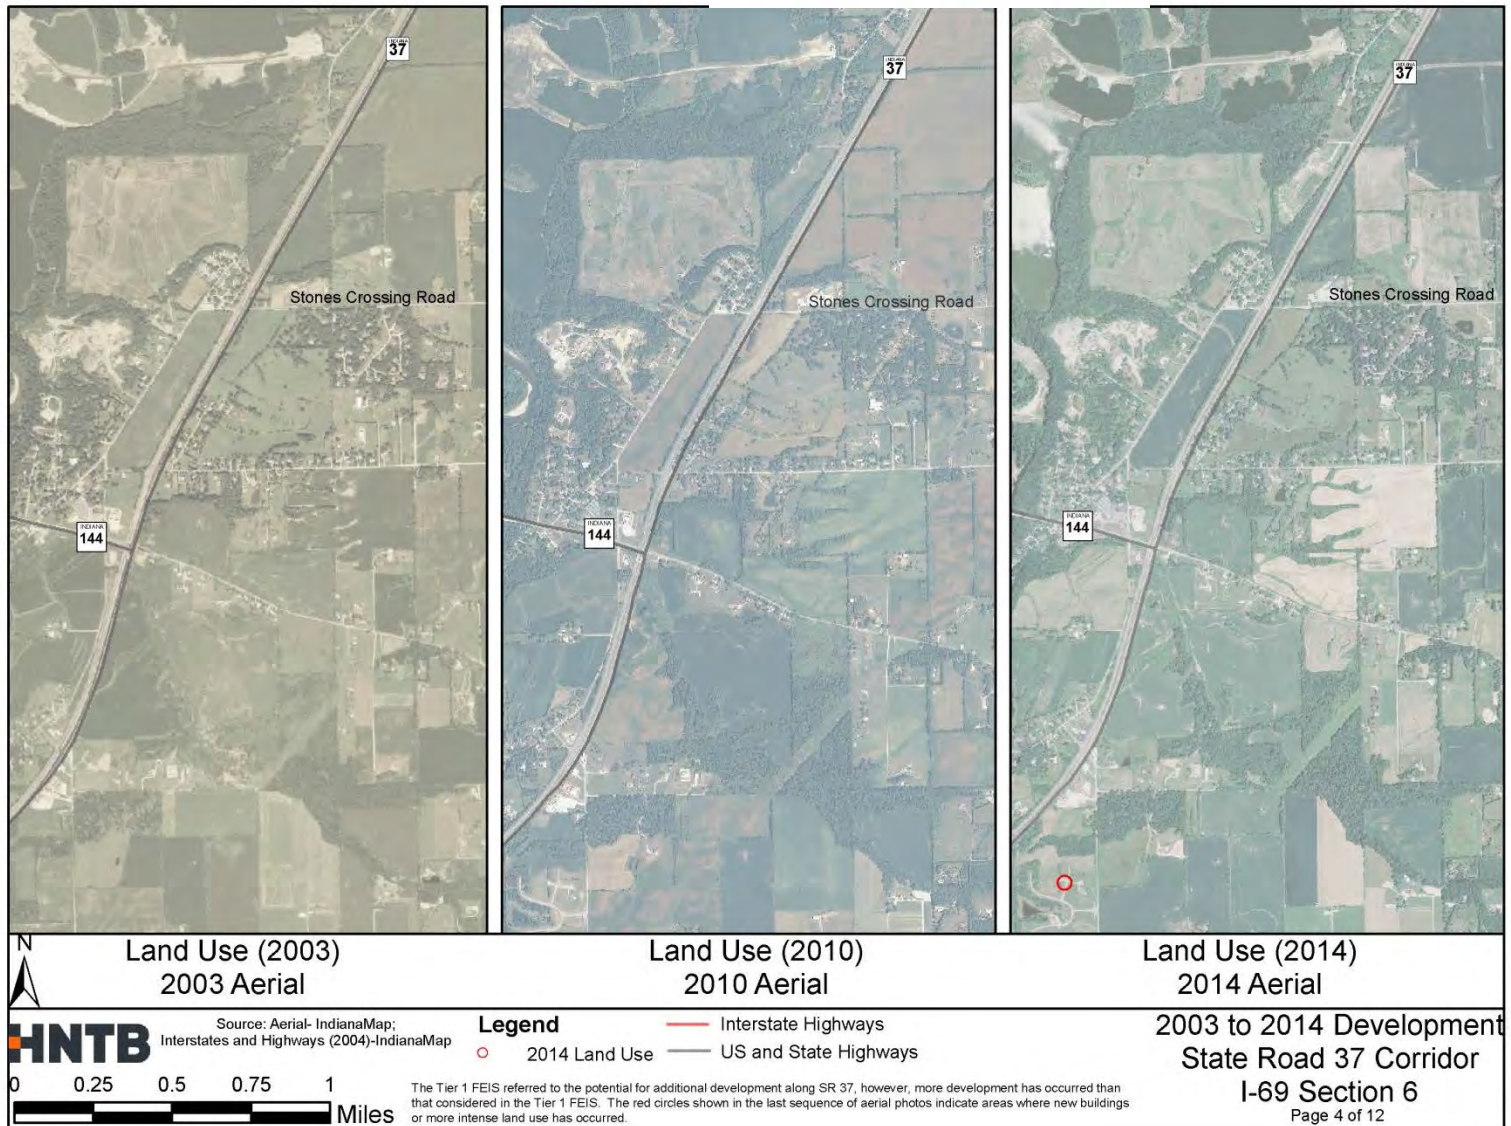 INDIANA
37
Stones Crossing Road
INDIANA
144
INDIANA
37
Stones Crossing Road
INDIANA
144
INDIANA
37
Stones Crossing Road
INDIANA
144
N
Land Use (2003)
2003 Aerial
Land Use (2010)
2010 Aerial
Land Use (2014)
2014 Aerial
HNTB
Source: Aerial- IndianaMap;
Interstates and Highways (2004)-IndianaMap
0 0.25 0.5 0.75 1
Miles
Legend
2014 Land Use
Interstate Highways
US and State Highways
The Tier 1 FEIS referred to the potential for additional development along SR 37, however, more development has occurred than
that considered in the Tier 1 FEIS. The red circles shown in the last sequence of aerial photos indicate areas where new buildings
or more intense land use has occurred.
2003 to 2014 Development
State Road 37 Corridor
I-69 Section 6
Page 4 of 12